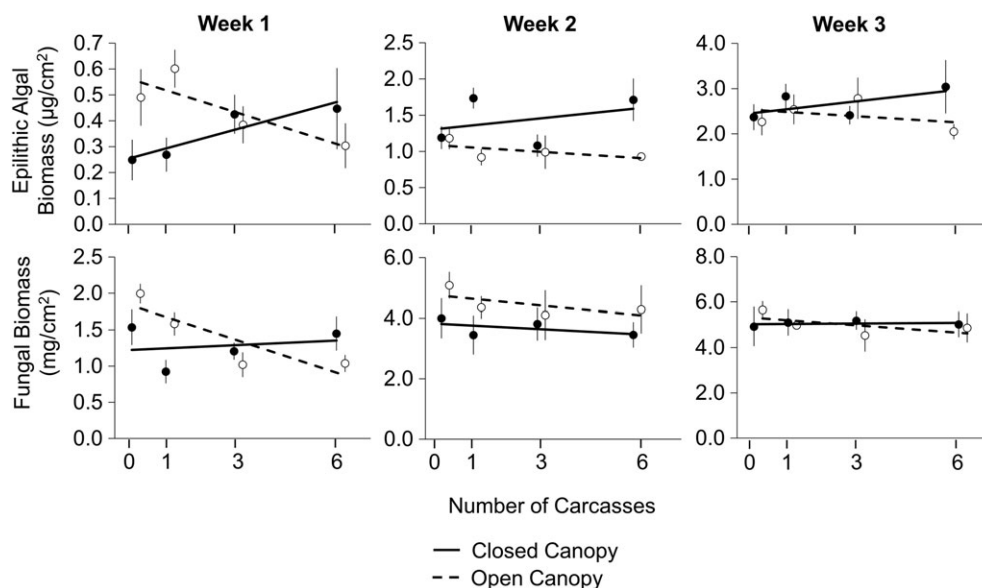 Week 1
Week 2
Week 3
Epilithic Algal
Biomass (µg/cm²)
0.7
0.6
0.5
0.4
0.3
0.2
0.1
0.0
2.5
2.0
1.5
1.0
0.5
0.0
4.0
3.0
2.0
1.0
0.0
Fungal Biomass
(mg/cm²)
2.5
2.0
1.5
1.0
0.5
0.0
6.0
4.0
2.0
0.0
8.0
6.0
4.0
2.0
0.0
0 1 3 6
0 1 3 6
0 1 3 6
Number of Carcasses
Closed Canopy
Open Canopy